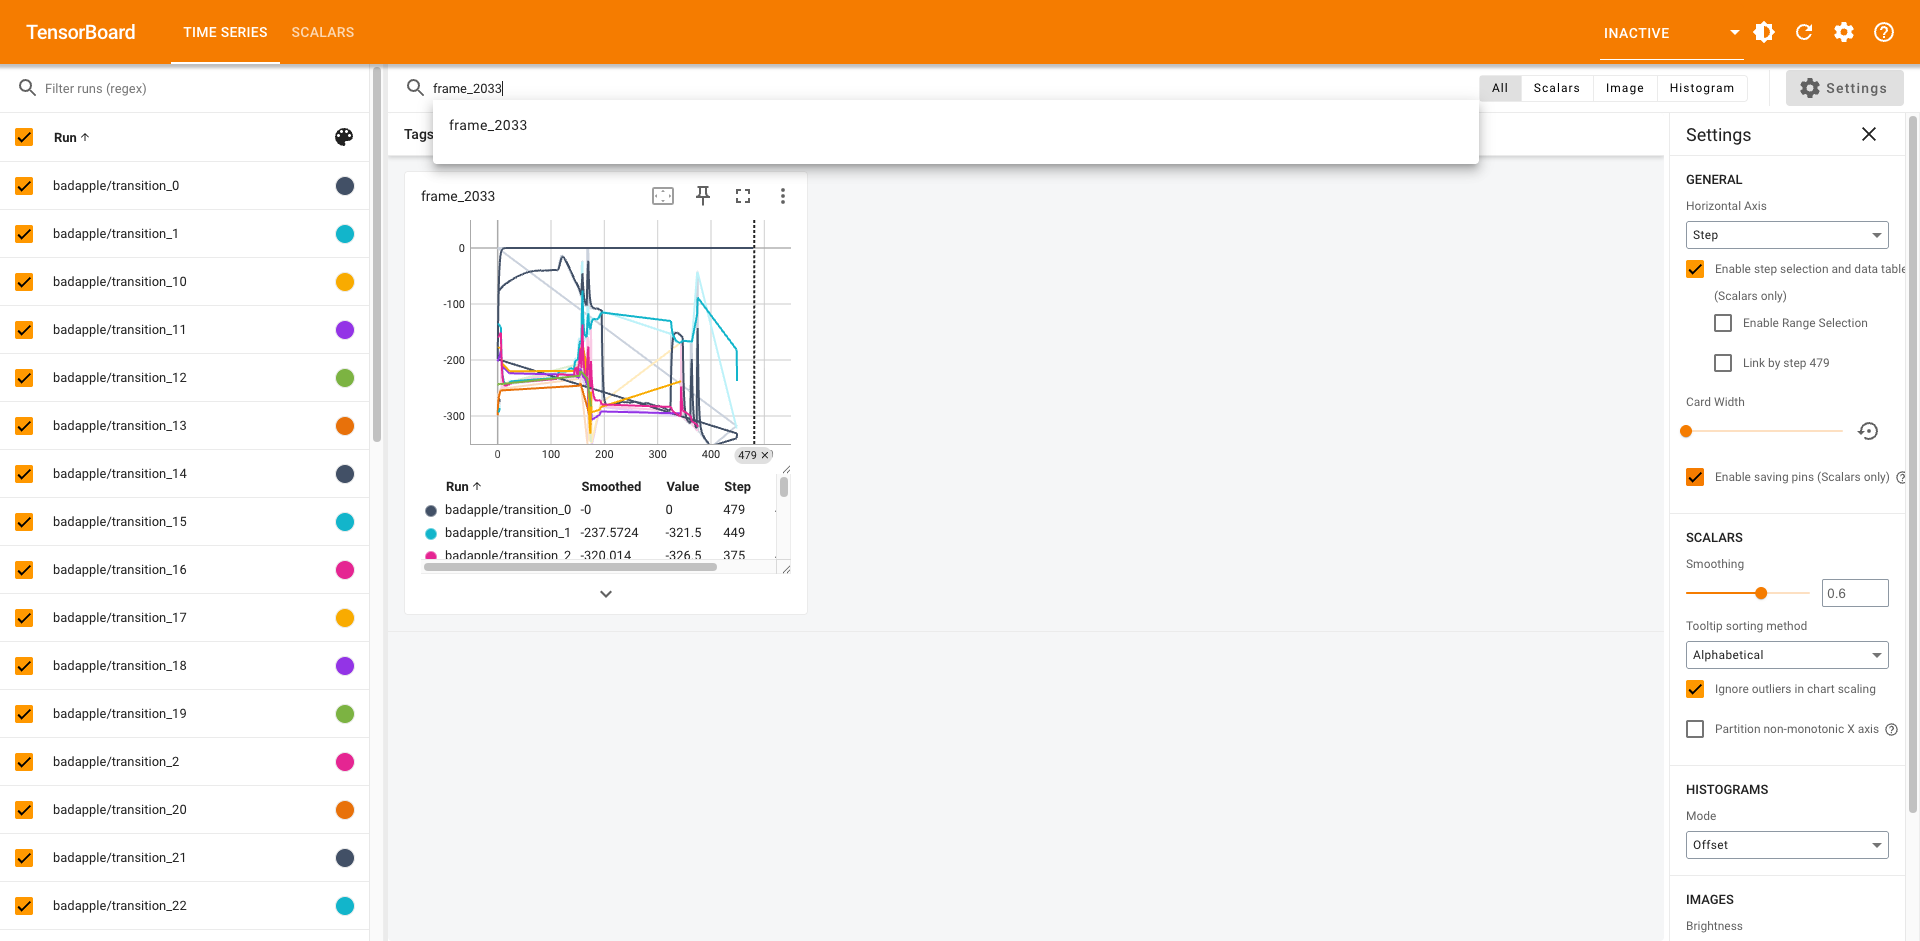 TensorBoard
TIME SERIES
SCALARS
INACTIVE
Filter runs (regex)
frame_2033
All
Scalars
Image
Histogram
Settings
frame_2033
Run
Tags
Settings
badapple/transition_0
badapple/transition_1
badapple/transition_10
badapple/transition_11
badapple/transition_12
badapple/transition_13
badapple/transition_14
badapple/transition_15
badapple/transition_16
badapple/transition_17
badapple/transition_18
badapple/transition_19
badapple/transition_2
badapple/transition_20
badapple/transition_21
badapple/transition_22
frame_2033
0
-100
-200
-300
0 100 200 300 400 479
Run Smoothed Value Step
badapple/transition_0 -0 0 479
badapple/transition_1 -237.5724 -321.5 449
badapple/transition_2 -320.014 -326.5 375
GENERAL
Horizontal Axis
Step
Enable step selection and data table
(Scalars only)
Enable Range Selection
Link by step 479
Card Width
Enable saving pins (Scalars only)
SCALARS
Smoothing
0.6
Tooltip sorting method
Alphabetical
Ignore outliers in chart scaling
Partition non-monotonic X axis
HISTOGRAMS
Mode
Offset
IMAGES
Brightness